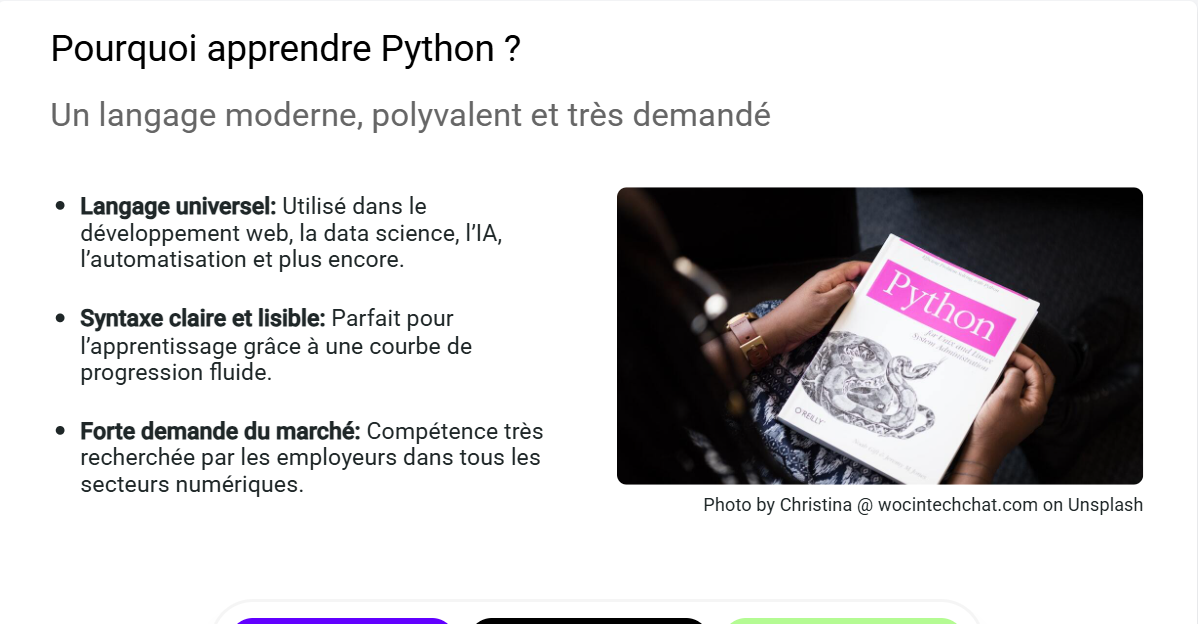 Pourquoi apprendre Python ?
Un langage moderne, polyvalent et très demandé
Langage universel: Utilisé dans le
développement web, la data science, l’IA,
l’automatisation et plus encore.
Syntaxe claire et lisible: Parfait pour
l’apprentissage grâce à une courbe de
progression fluide.
Forte demande du marché: Compétence très
recherchée par les employeurs dans tous les
secteurs numériques.
Python
for Unix and Linux
System Administration
O'REILLY
Photo by Christina @ wocintechchat.com on Unsplash